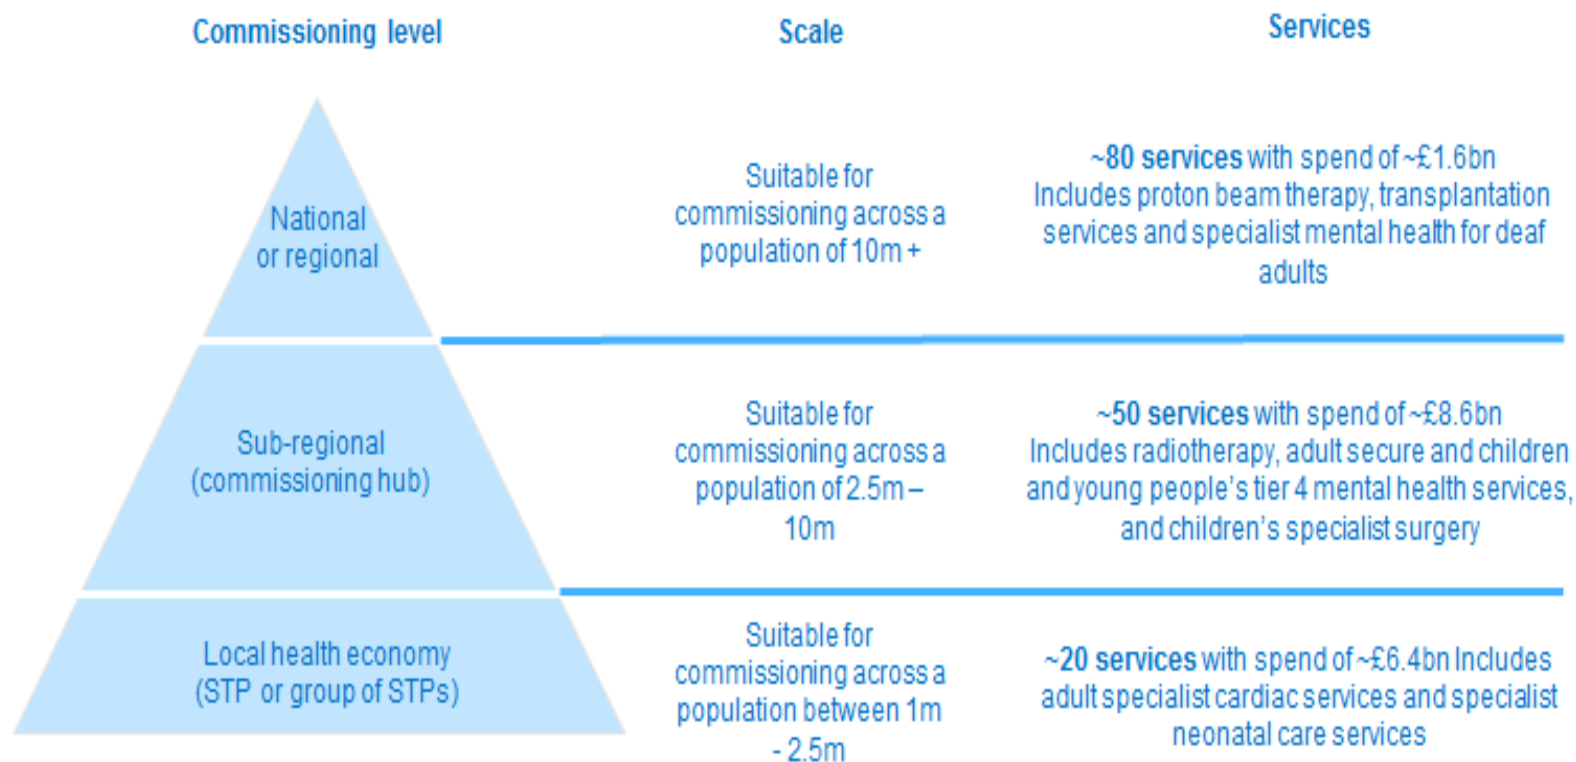 Commissioning level
Scale
Services
National
or regional
Suitable for
commissioning across a
population of 10m +
~80 services with spend of ~£1.6bn
Includes proton beam therapy, transplantation
services and specialist mental health for deaf
adults
Sub-regional
(commissioning hub)
Suitable for
commissioning across a
population of 2.5m –
10m
~50 services with spend of ~£8.6bn
Includes radiotherapy, adult secure and children
and young people's tier 4 mental health services,
and children's specialist surgery
Local health economy
(STP or group of STPs)
Suitable for
commissioning across a
population between 1m
- 2.5m
~20 services with spend of ~£6.4bn Includes
adult specialist cardiac services and specialist
neonatal care services